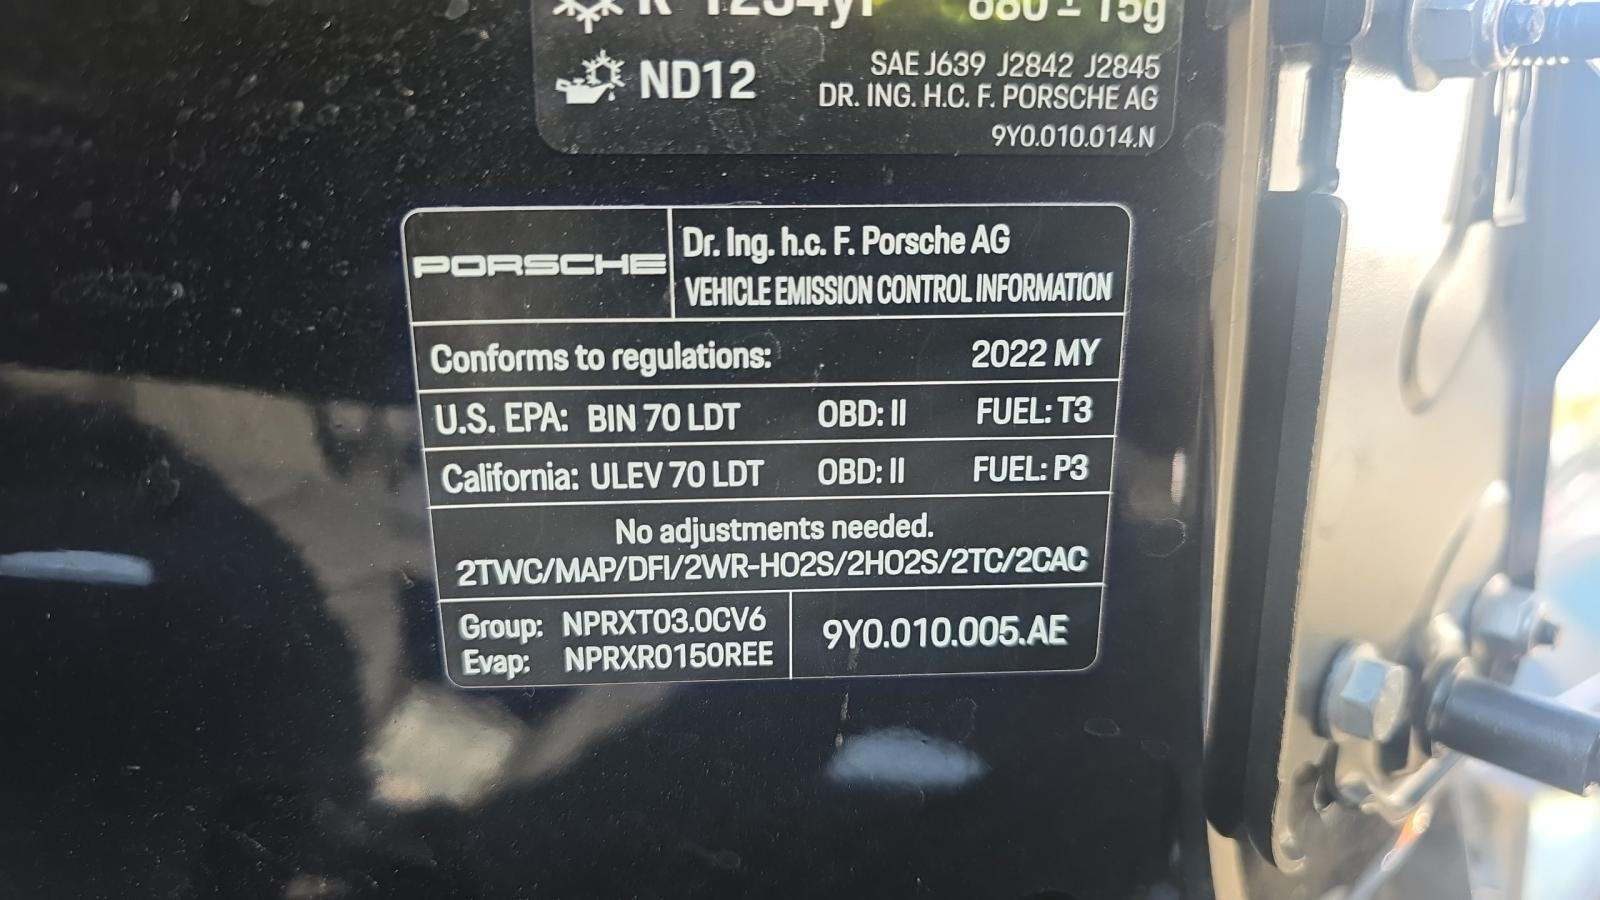 R-1234yf 680 ± 15g
ND12
SAE J639 J2842 J2845
DR. ING. H.C. F. PORSCHE AG
9Y0.010.014.N
PORSCHE
Dr. Ing. h.c. F. Porsche AG
VEHICLE EMISSION CONTROL INFORMATION
Conforms to regulations: 2022 MY
U.S. EPA: BIN 70 LDT OBD: II FUEL: T3
California: ULEV 70 LDT OBD: II FUEL: P3
No adjustments needed.
2TWC/MAP/DFI/2WR-HO2S/2HO2S/2TC/2CAC
Group: NPRXT03.0CV6
Evap: NPRXR0150REE
9Y0.010.005.AE